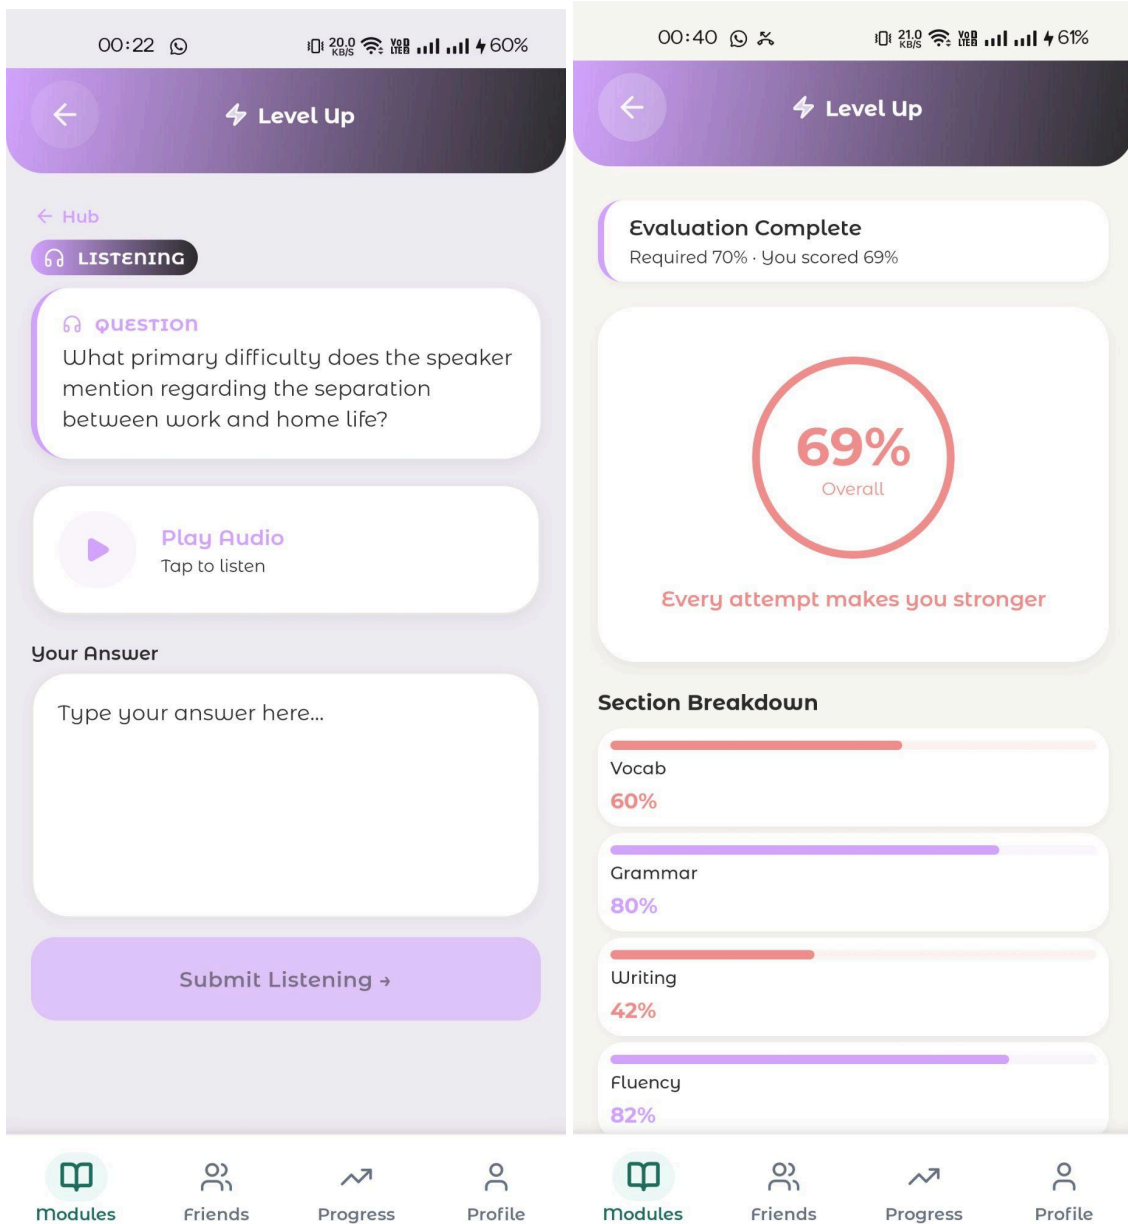 00:22
20.0 KB/S
Vo LTE
60%
Level Up
← Hub
LISTENING
QUESTION
What primary difficulty does the speaker
mention regarding the separation
between work and home life?
Play Audio
Tap to listen
Your Answer
Type your answer here...
Submit Listening →
Modules
Friends
Progress
Profile
00:40
21.0 KB/S
Vo LTE
61%
Level Up
Evaluation Complete
Required 70% · You scored 69%
69%
Overall
Every attempt makes you stronger
Section Breakdown
Vocab
60%
Grammar
80%
Writing
42%
Fluency
82%
Modules
Friends
Progress
Profile